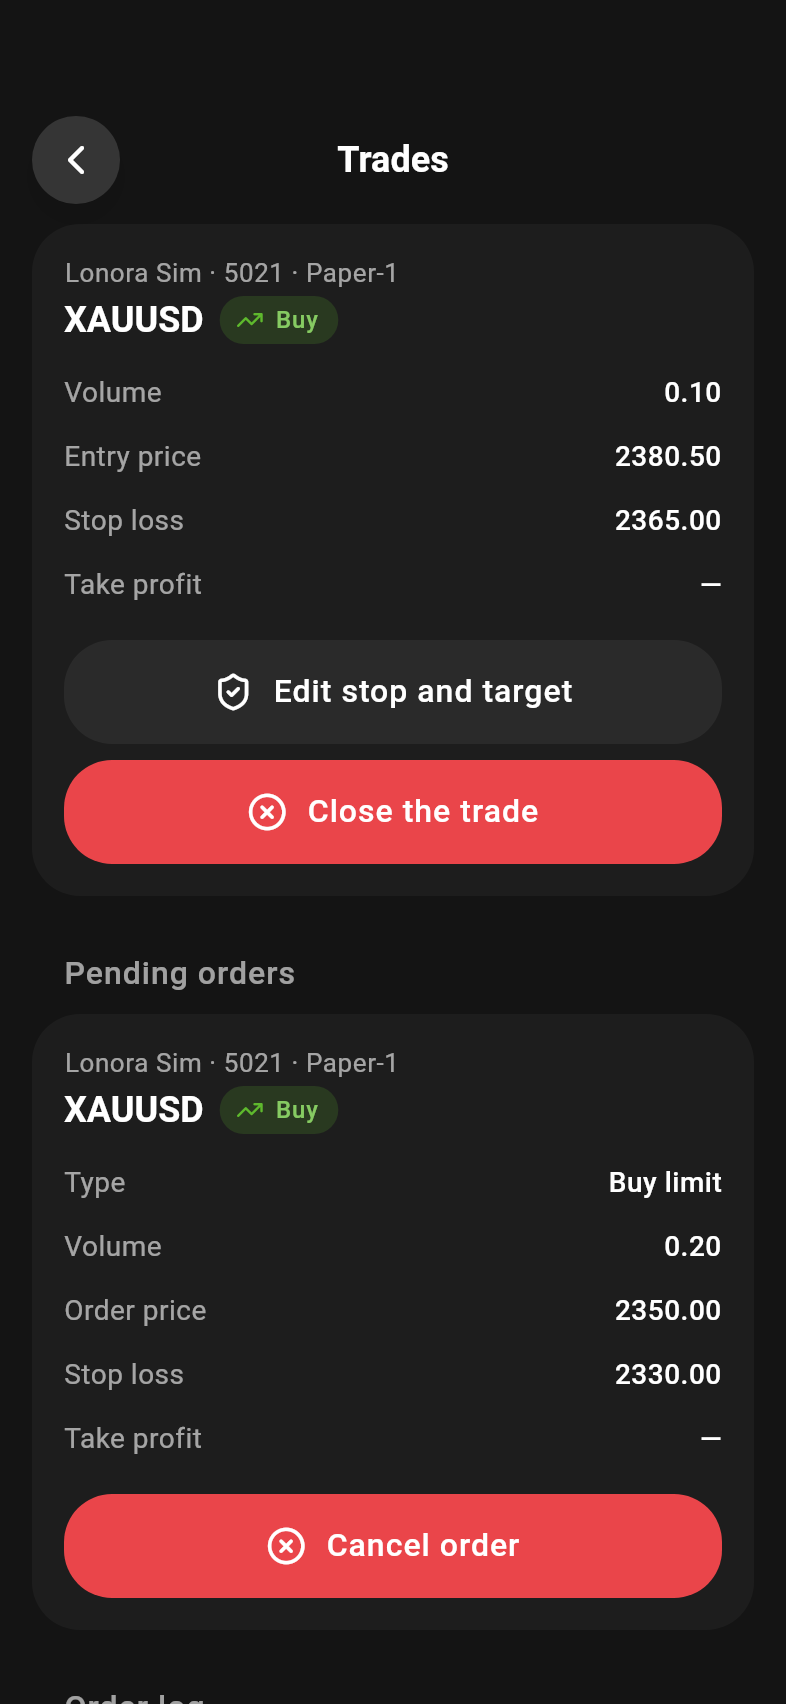 Trades
Lonora Sim · 5021 · Paper-1
XAUUSD Buy
Volume 0.10
Entry price 2380.50
Stop loss 2365.00
Take profit —
Edit stop and target
Close the trade
Pending orders
Lonora Sim · 5021 · Paper-1
XAUUSD Buy
Type Buy limit
Volume 0.20
Order price 2350.00
Stop loss 2330.00
Take profit —
Cancel order
Order log